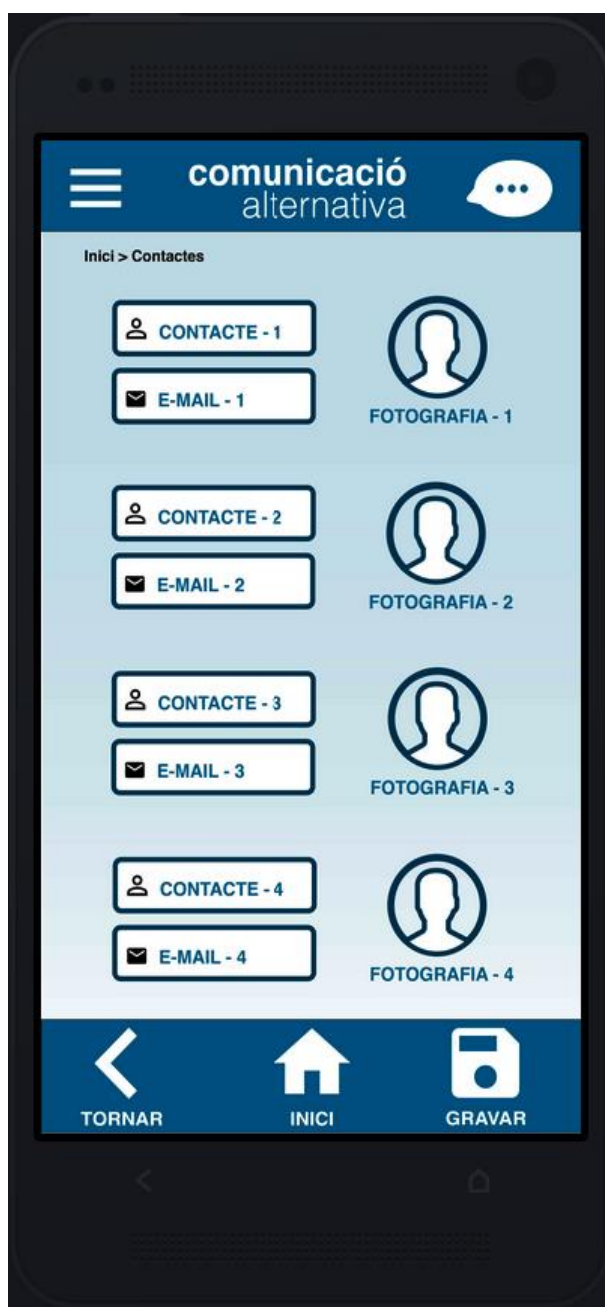 comunicació
alternativa
Inici > Contactes
CONTACTE - 1
E-MAIL - 1
FOTOGRAFIA - 1
CONTACTE - 2
E-MAIL - 2
FOTOGRAFIA - 2
CONTACTE - 3
E-MAIL - 3
FOTOGRAFIA - 3
CONTACTE - 4
E-MAIL - 4
FOTOGRAFIA - 4
TORNAR INICI GRAVAR